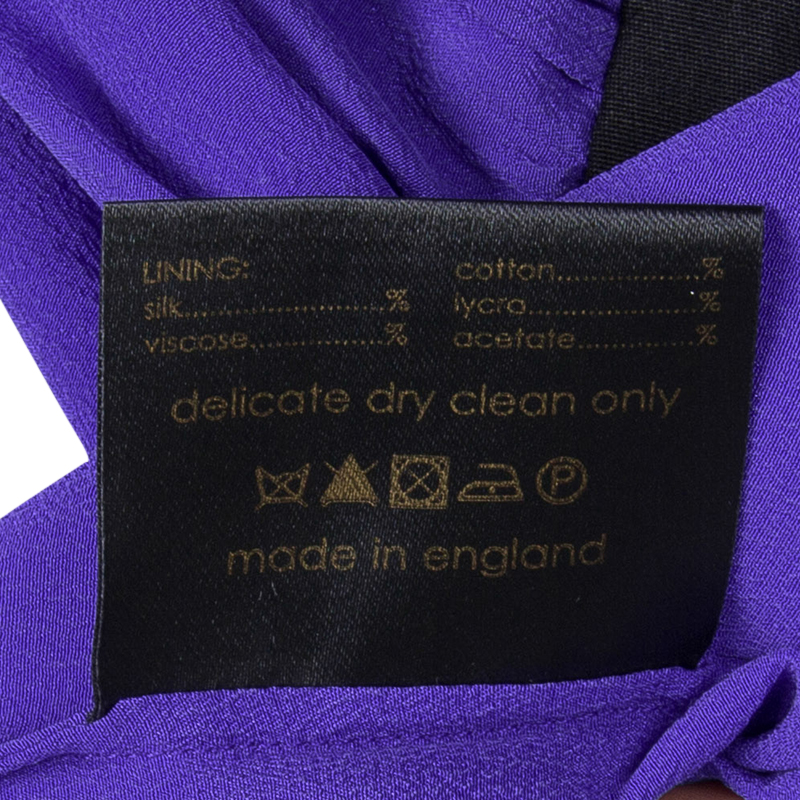 LINING:
silk......................%
viscose...............%
cotton...............%
lycra..................%
acetate.............%
delicate dry clean only
P
made in england